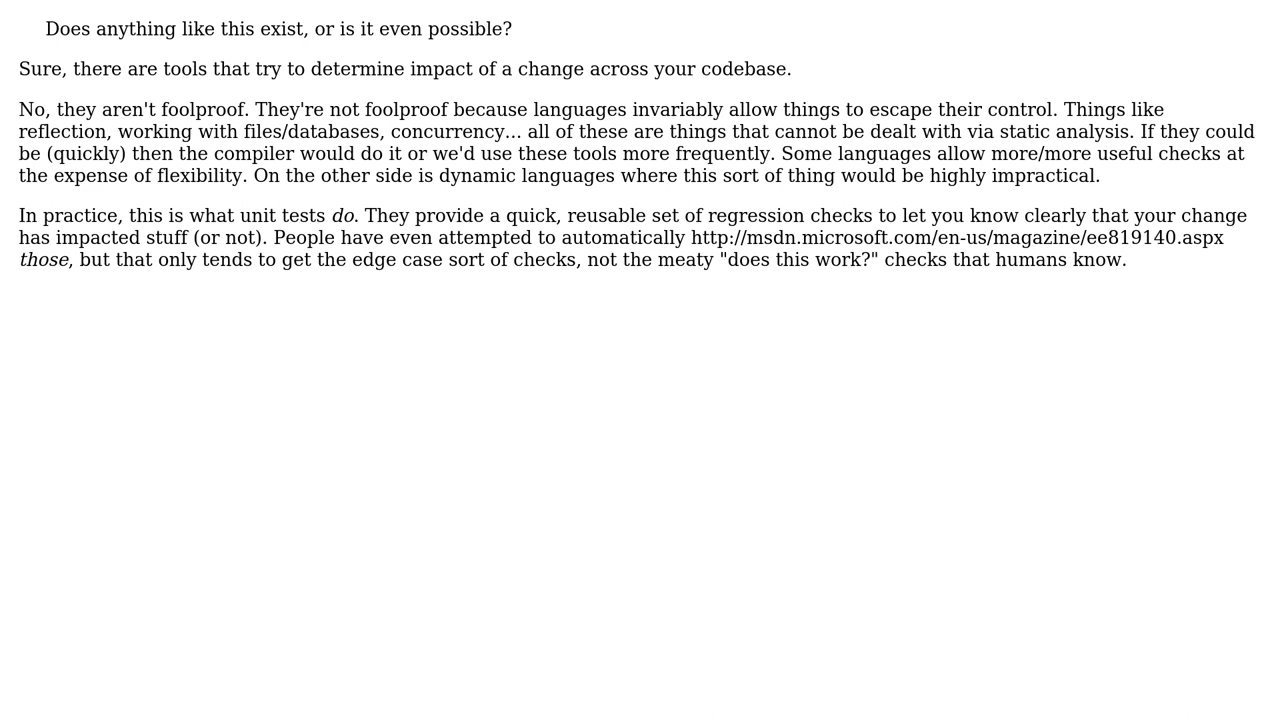 Does anything like this exist, or is it even possible?
Sure, there are tools that try to determine impact of a change across your codebase.
No, they aren't foolproof. They're not foolproof because languages invariably allow things to escape their control. Things like
reflection, working with files/databases, concurrency... all of these are things that cannot be dealt with via static analysis. If they could
be (quickly) then the compiler would do it or we'd use these tools more frequently. Some languages allow more/more useful checks at
the expense of flexibility. On the other side is dynamic languages where this sort of thing would be highly impractical.
In practice, this is what unit tests do. They provide a quick, reusable set of regression checks to let you know clearly that your change
has impacted stuff (or not). People have even attempted to automatically http://msdn.microsoft.com/en-us/magazine/ee819140.aspx
those, but that only tends to get the edge case sort of checks, not the meaty "does this work?" checks that humans know.